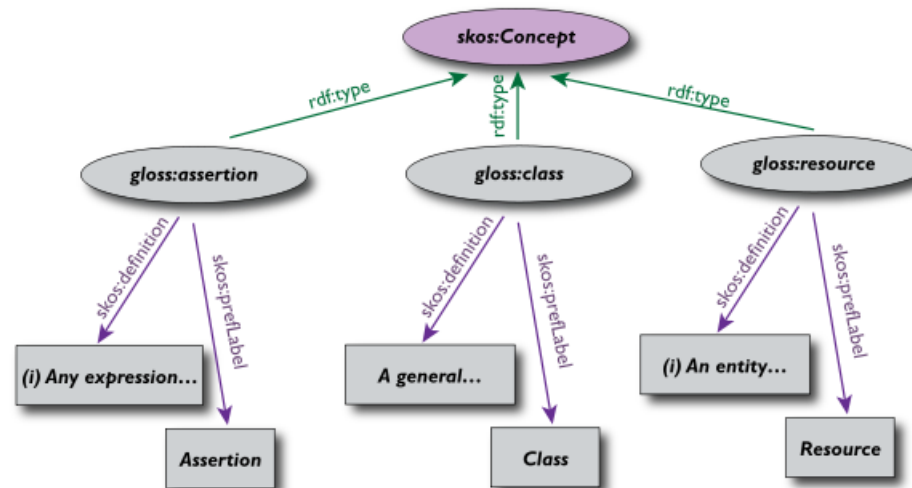 skos:Concept
rdf:type
rdf:type
rdf:type
gloss:assertion
gloss:class
gloss:resource
skos:definition
skos:prefLabel
skos:definition
skos:prefLabel
skos:definition
skos:prefLabel
(i) Any expression…
A general…
(i) An entity…
Assertion
Class
Resource